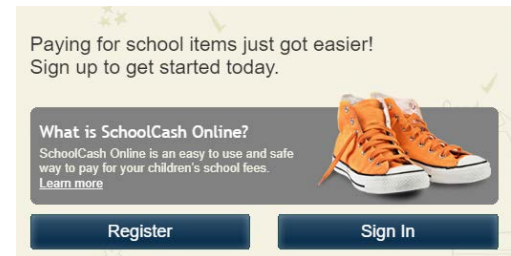 Paying for school items just got easier!
Sign up to get started today.
What is SchoolCash Online?
SchoolCash Online is an easy to use and safe
way to pay for your children's school fees.
Learn more
Register
Sign In